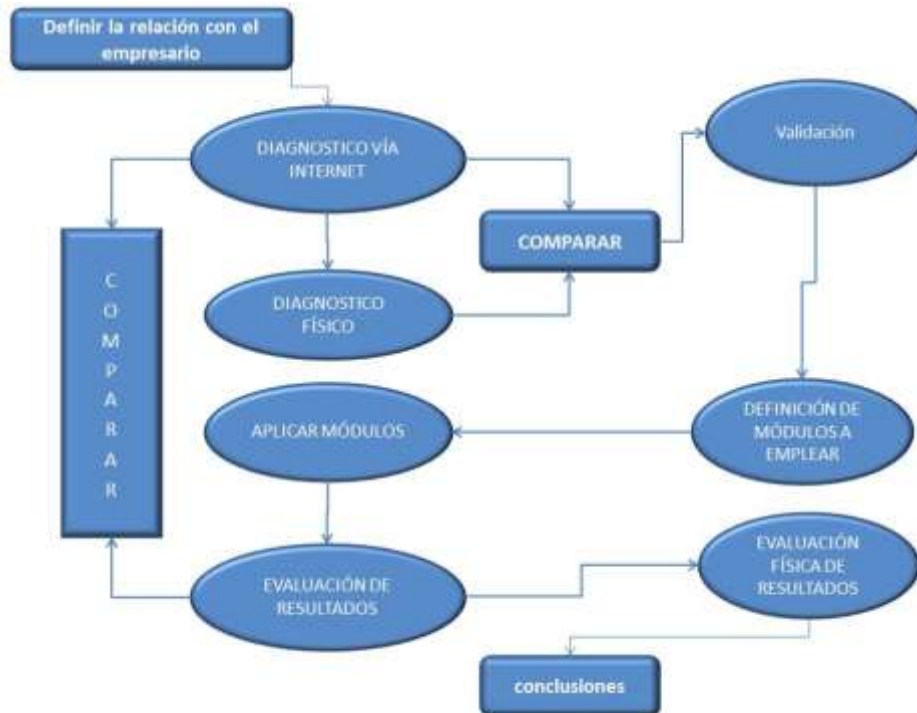 Definir la relación con el
empresario
DIAGNOSTICO VÍA
INTERNET
Validación
COMPARAR
C
O
M
P
A
R
A
R
DIAGNOSTICO
FÍSICO
APLICAR MÓDULOS
DEFINICIÓN DE
MÓDULOS A
EMPLEAR
EVALUACIÓN DE
RESULTADOS
EVALUACIÓN
FÍSICA DE
RESULTADOS
conclusiones